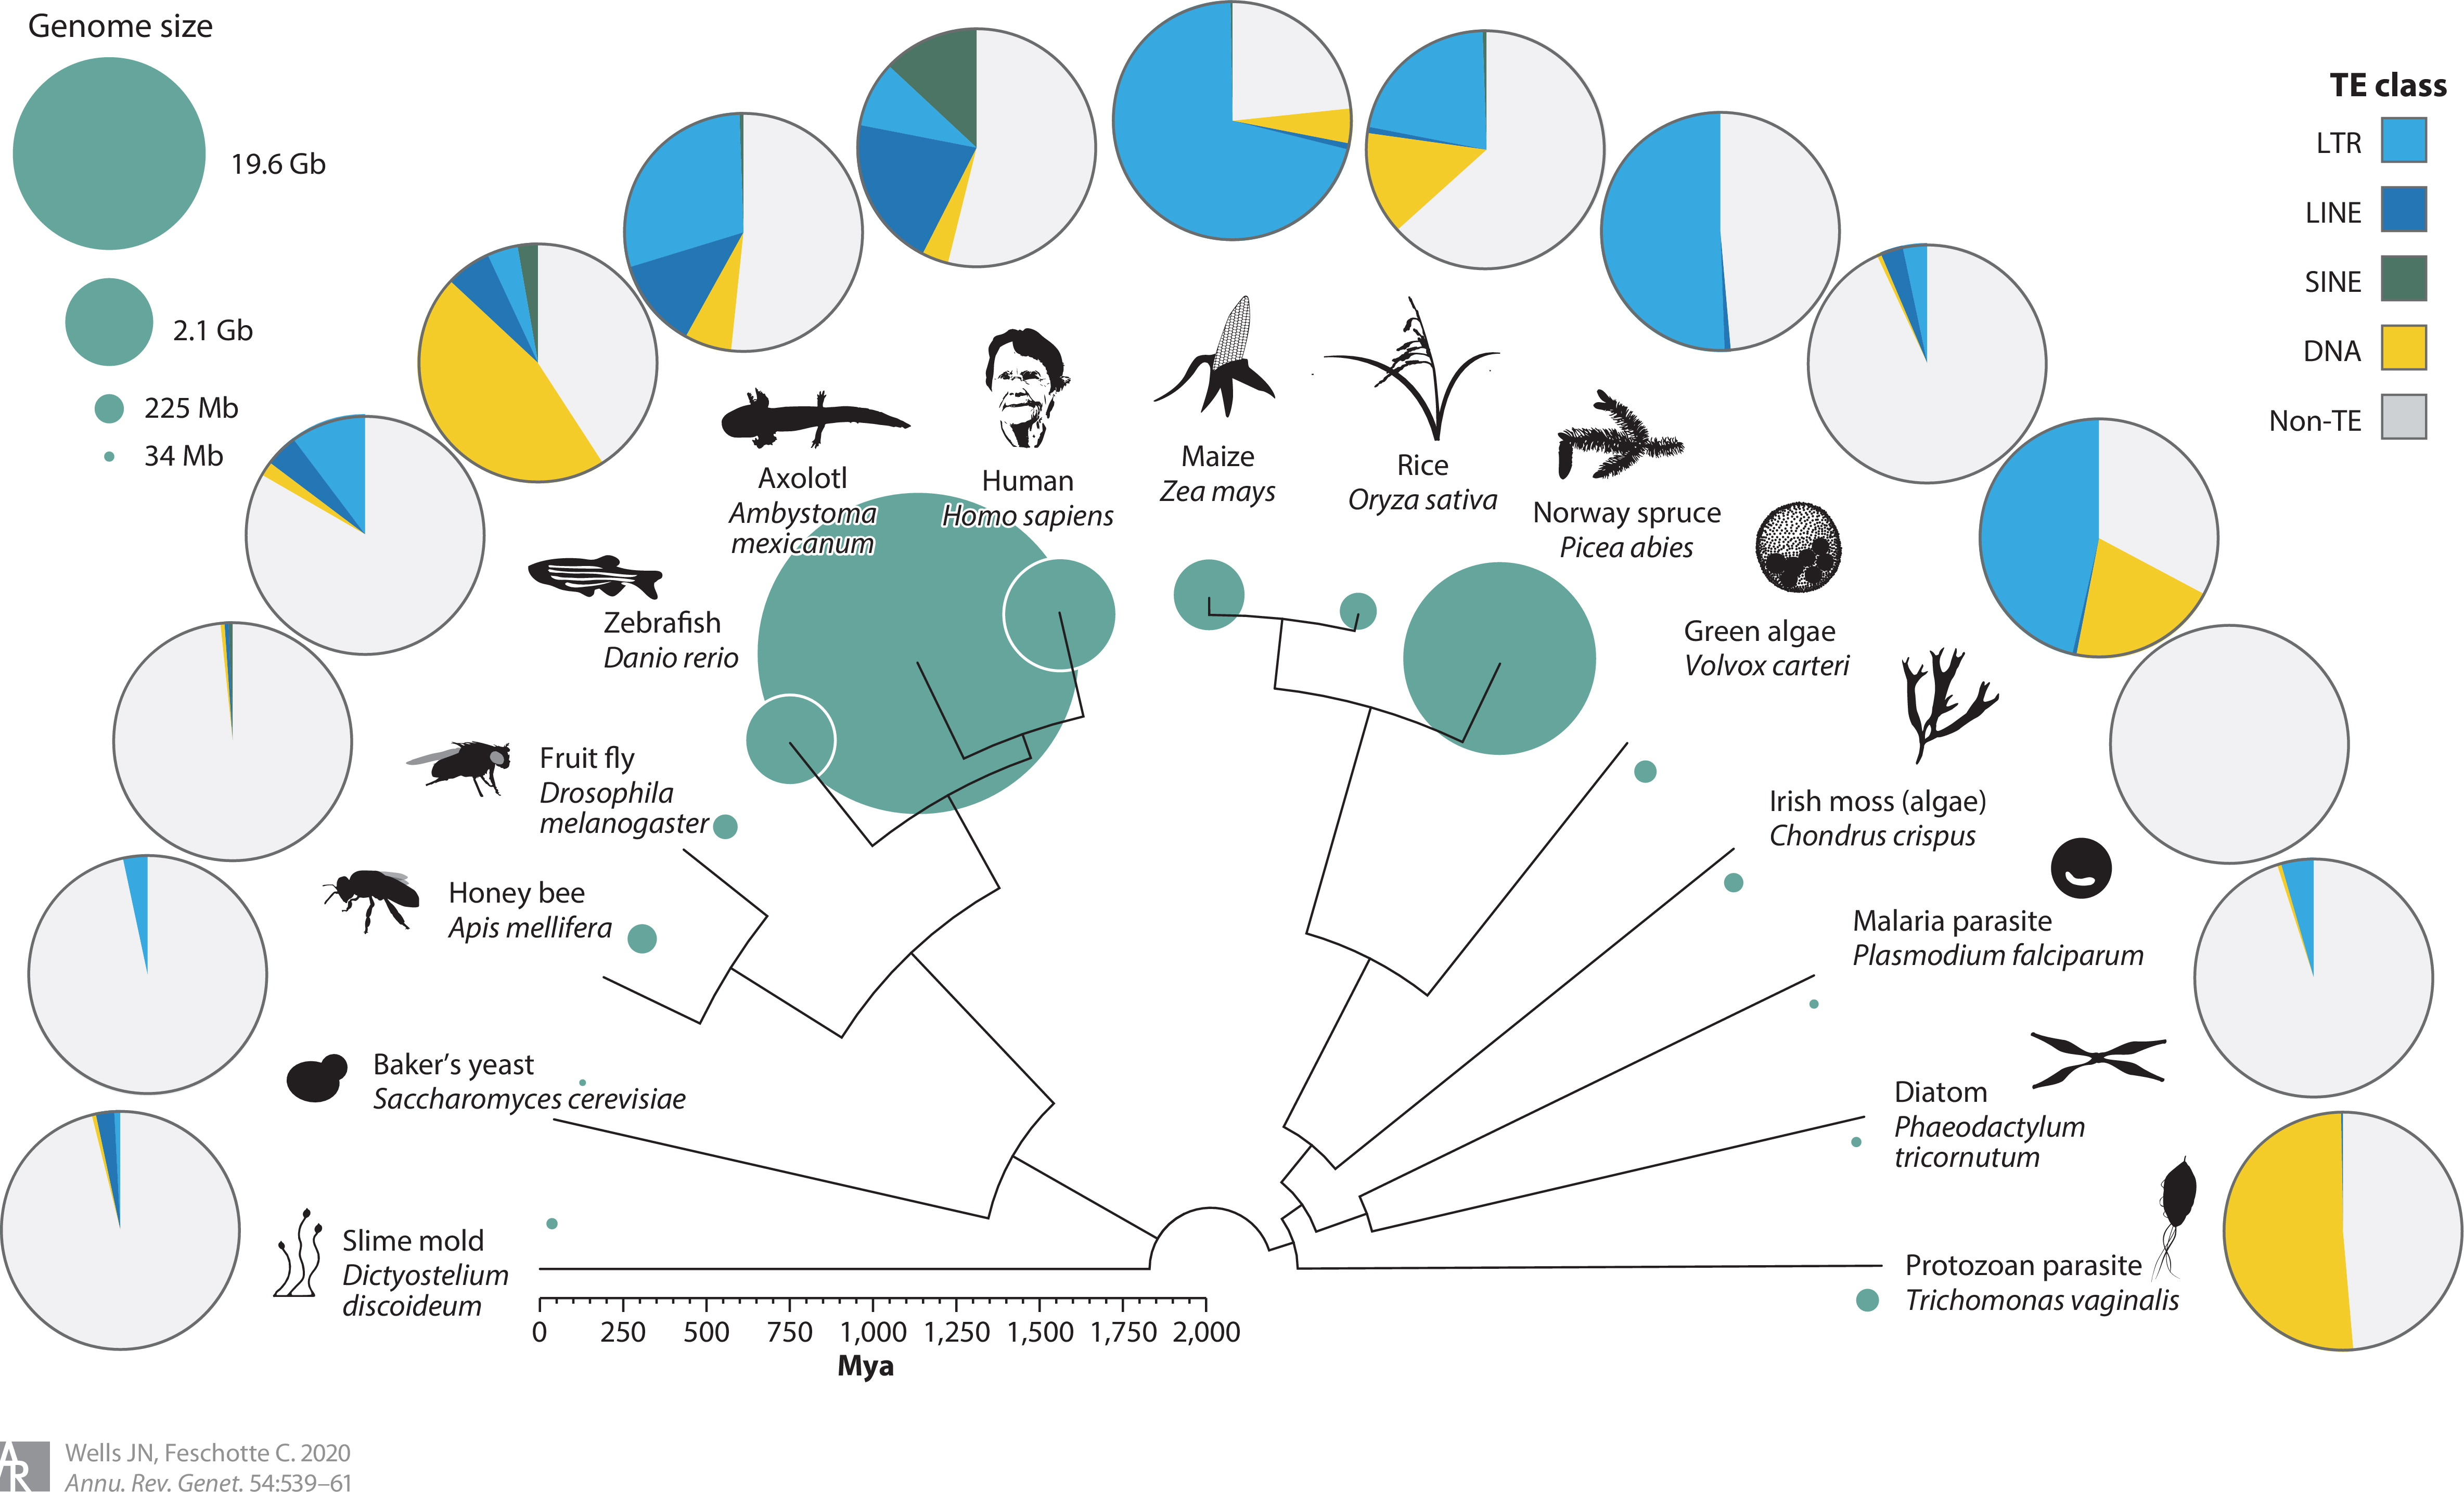 Genome size
19.6 Gb
2.1 Gb
225 Mb
34 Mb
TE class
LTR
LINE
SINE
DNA
Non-TE
Axolotl
Ambystoma
mexicanum
Human
Homo sapiens
Maize
Zea mays
Rice
Oryza sativa
Norway spruce
Picea abies
Zebrafish
Danio rerio
Green algae
Volvox carteri
Fruit fly
Drosophila
melanogaster
Irish moss (algae)
Chondrus crispus
Honey bee
Apis mellifera
Malaria parasite
Plasmodium falciparum
Baker's yeast
Saccharomyces cerevisiae
Diatom
Phaeodactylum
tricornutum
Slime mold
Dictyostelium
discoideum
Protozoan parasite
Trichomonas vaginalis
0 250 500 750 1,000 1,250 1,500 1,750 2,000
Mya
AR
Wells JN, Feschotte C. 2020
Annu. Rev. Genet. 54:539–61